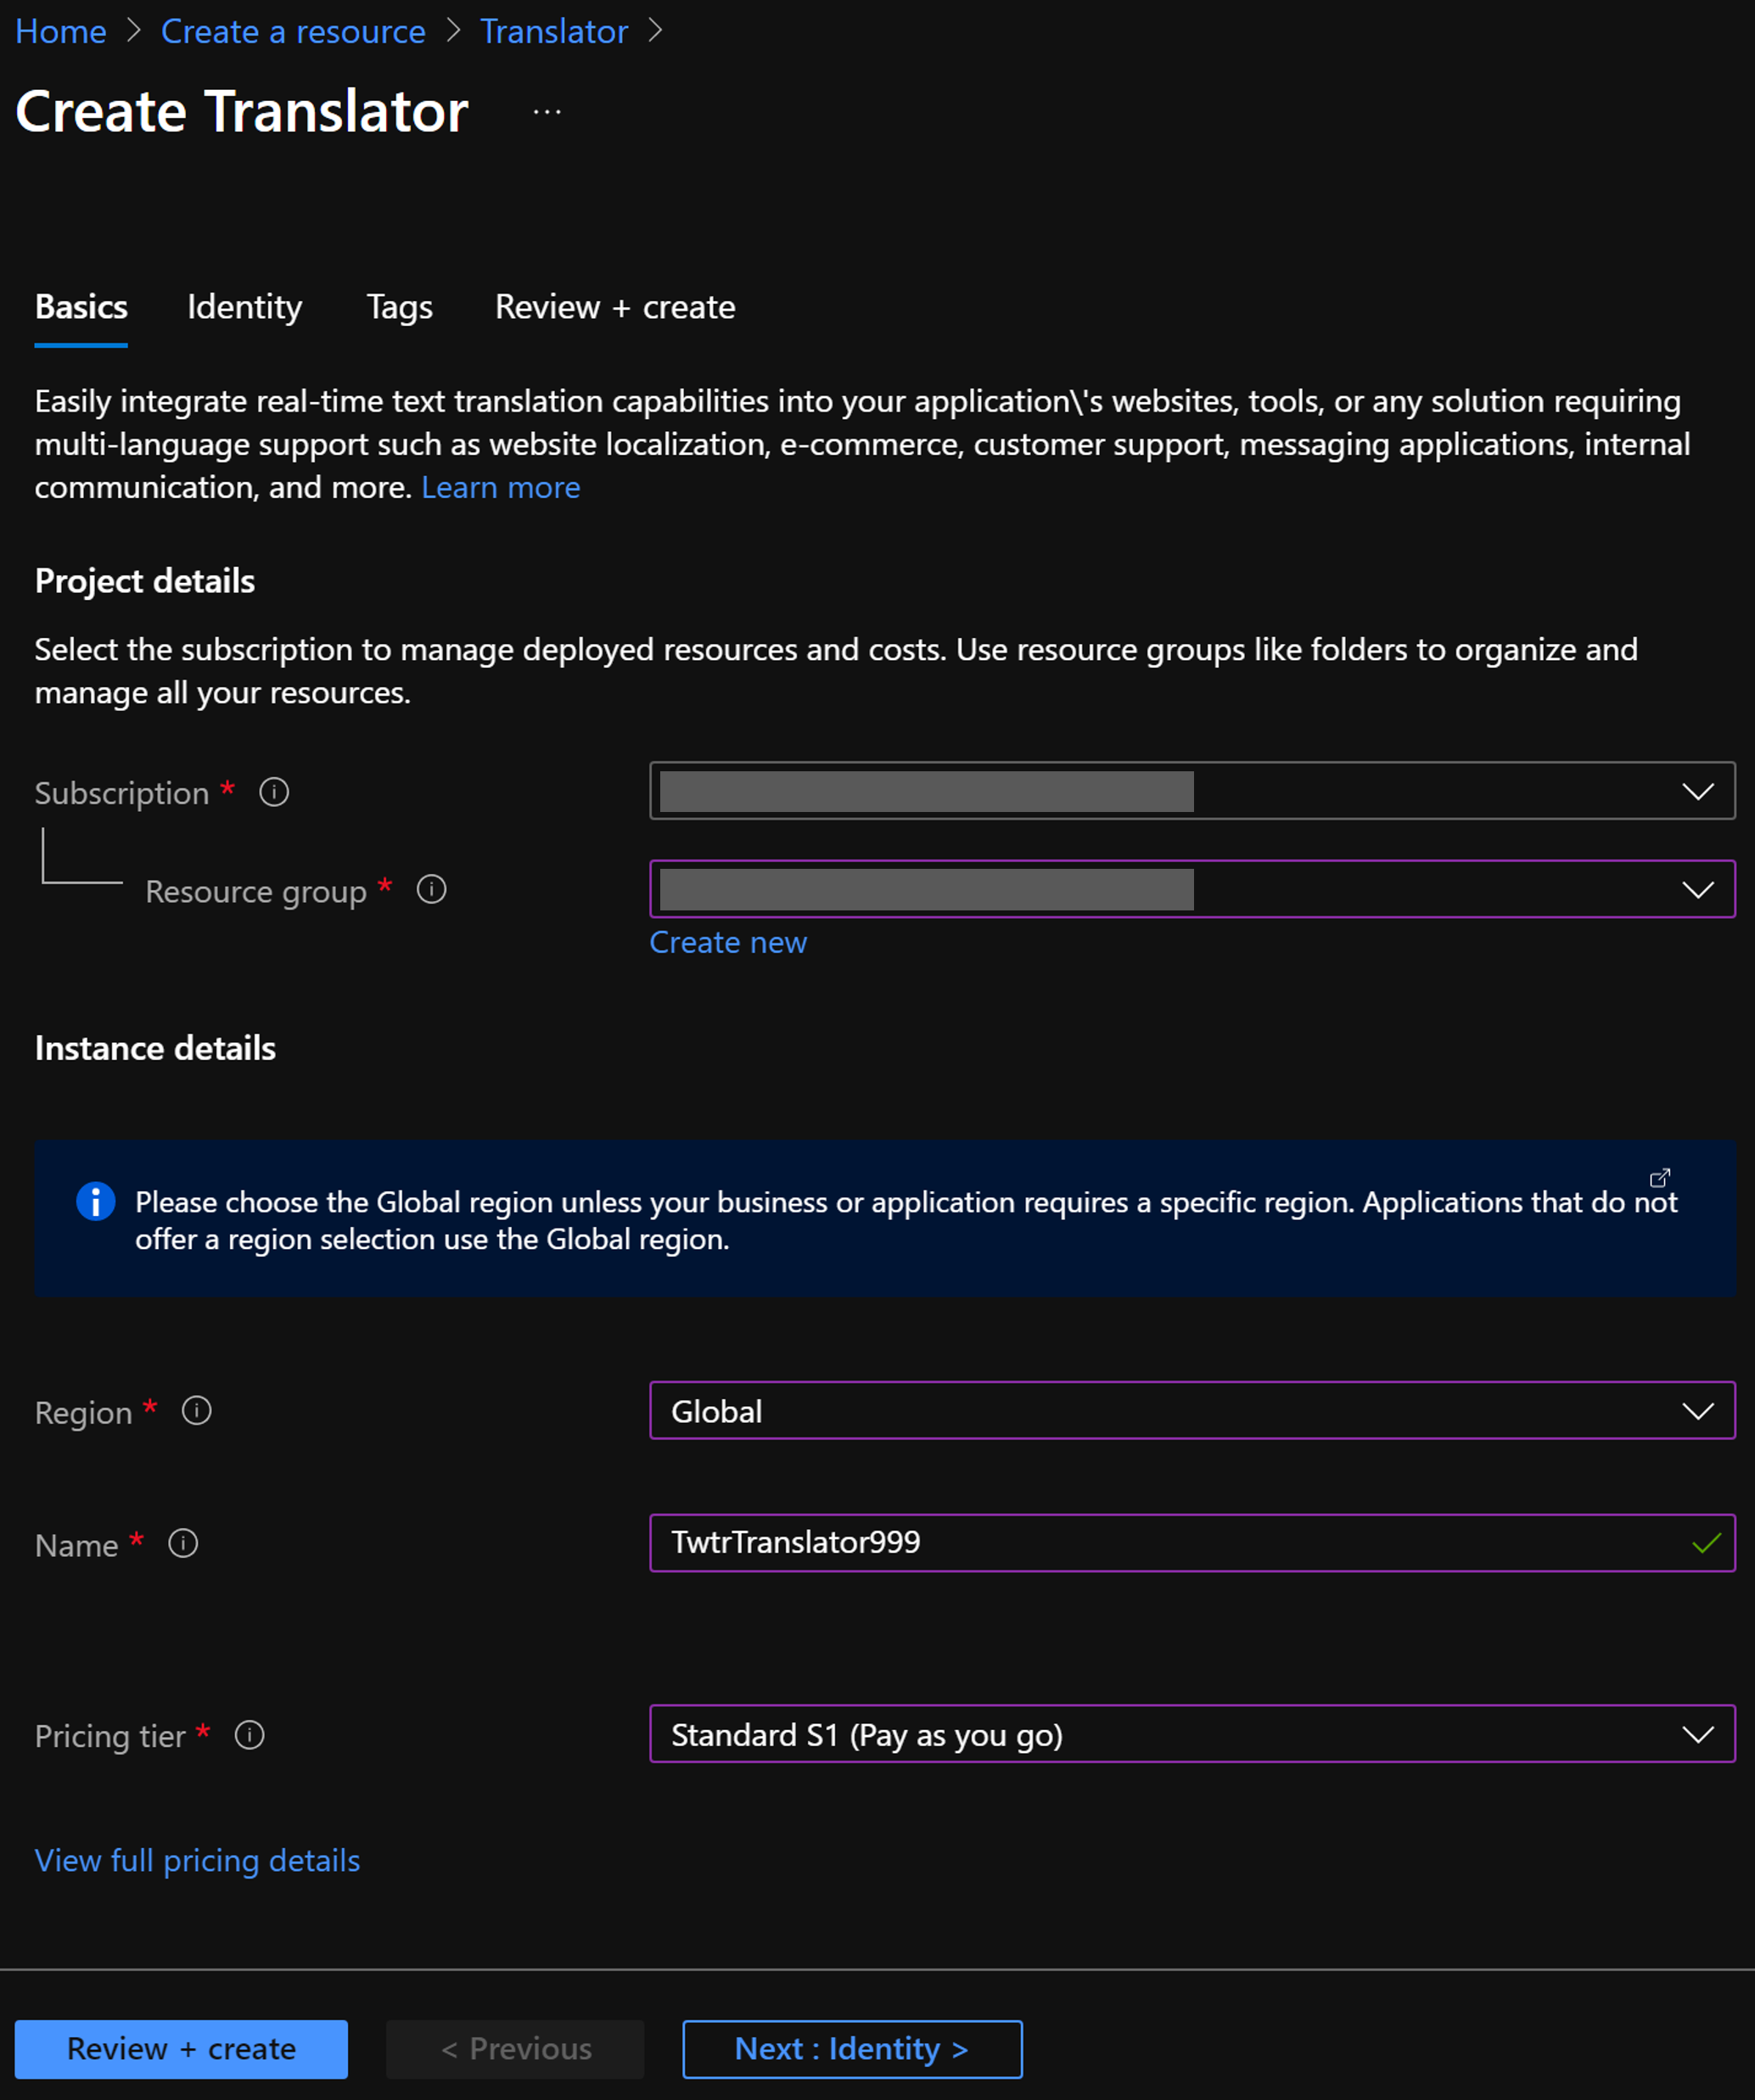 Home > Create a resource > Translator >
Create Translator ...
Basics Identity Tags Review + create
Easily integrate real-time text translation capabilities into your application\'s websites, tools, or any solution requiring
multi-language support such as website localization, e-commerce, customer support, messaging applications, internal
communication, and more. Learn more
Project details
Select the subscription to manage deployed resources and costs. Use resource groups like folders to organize and
manage all your resources.
Subscription *
Resource group *
Create new
Instance details
Please choose the Global region unless your business or application requires a specific region. Applications that do not
offer a region selection use the Global region.
Region * Global
Name * TwtrTranslator999
Pricing tier * Standard S1 (Pay as you go)
View full pricing details
Review + create < Previous Next : Identity >